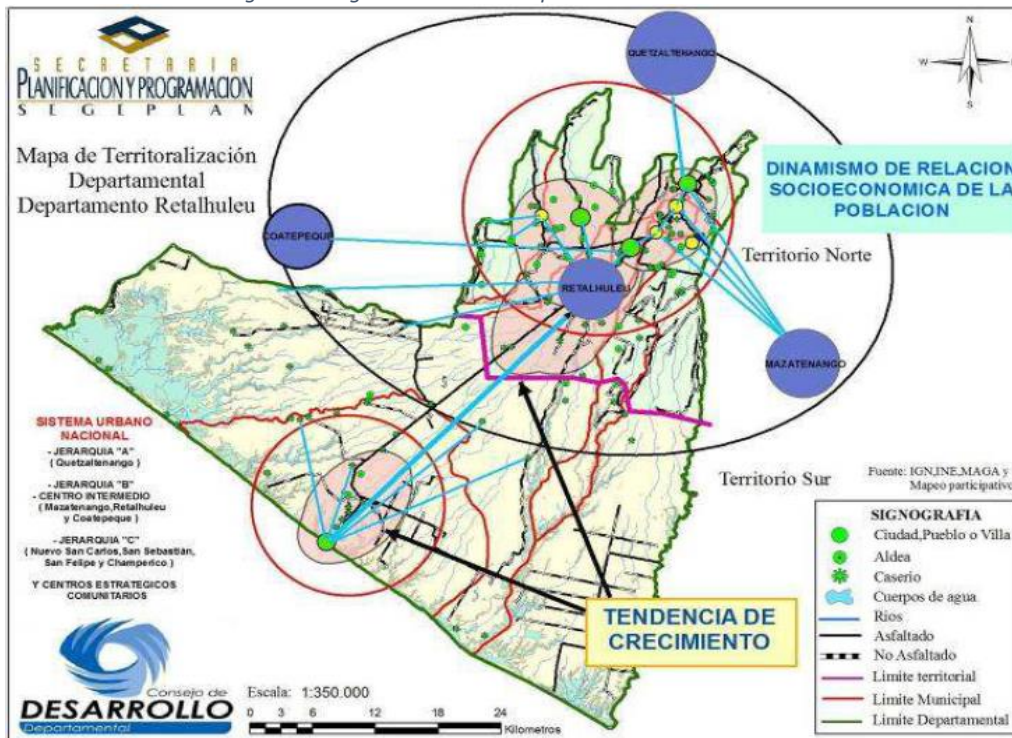 SECRETARIA
PLANIFICACION Y PROGRAMACION
SEGEPLAN
Mapa de Territoralización
Departamental
Departamento Retalhuleu
QUETZALTENANGO
N
W
S
DINAMISMO DE RELACION
SOCIOECONOMICA DE LA
POBLACION
COATEPEQUE
RETALHULEU
Territorio Norte
MAZATENANGO
SISTEMA URBANO
NACIONAL
- JERARQUIA "A"
( Quetzaltenango )
- JERARQUIA "B"
- CENTRO INTERMEDIO
( Mazatenango,Retalhuleu
y Coatepeque )
- JERARQUIA "C"
( Nuevo San Carlos,San Sebastián,
San Felipe y Champerico )
Y CENTROS ESTRATEGICOS
COMUNITARIOS
Territorio Sur
Fuente: IGN,INE,MAGA y
Mapeo participativo
TENDENCIA DE
CRECIMIENTO
SIGNOGRAFIA
Ciudad,Pueblo o Villa
Aldea
Caserio
Cuerpos de agua
Rios
Asfaltado
No Asfaltado
Limite territorial
Limite Municipal
Limite Departamental
Consejo de
DESARROLLO
Departamental
Escala: 1:350.000
0 3 6 12 18 24
Kilometros